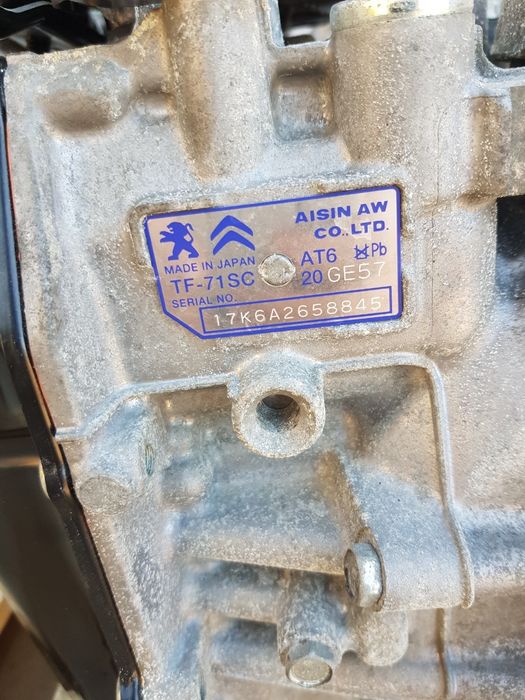 AISIN AW
CO.,LTD.
MADE IN JAPAN
AT6 Pb
TF-71SC
20 GE57
SERIAL NO.
17K6A2658845